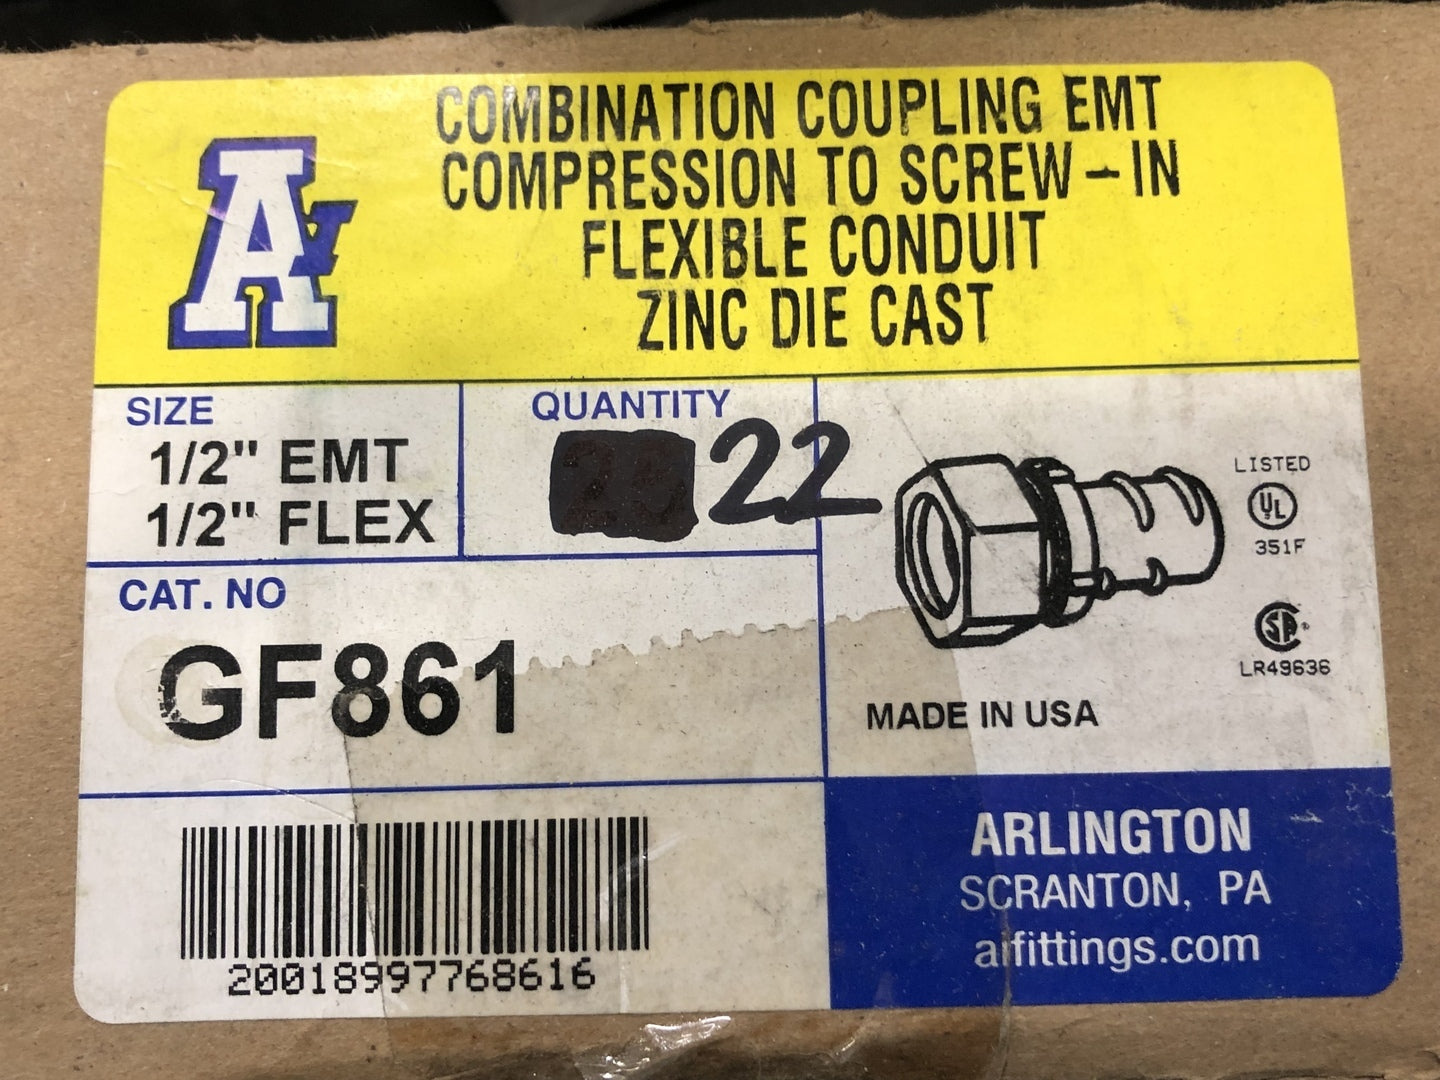 COMBINATION COUPLING EMT
COMPRESSION TO SCREW-IN
FLEXIBLE CONDUIT
ZINC DIE CAST
A
SIZE
1/2" EMT
1/2" FLEX
QUANTITY
22
LISTED
UL
351F
SA
LR49636
CAT. NO
GF861
MADE IN USA
20018997768616
ARLINGTON
SCRANTON, PA
aifittings.com